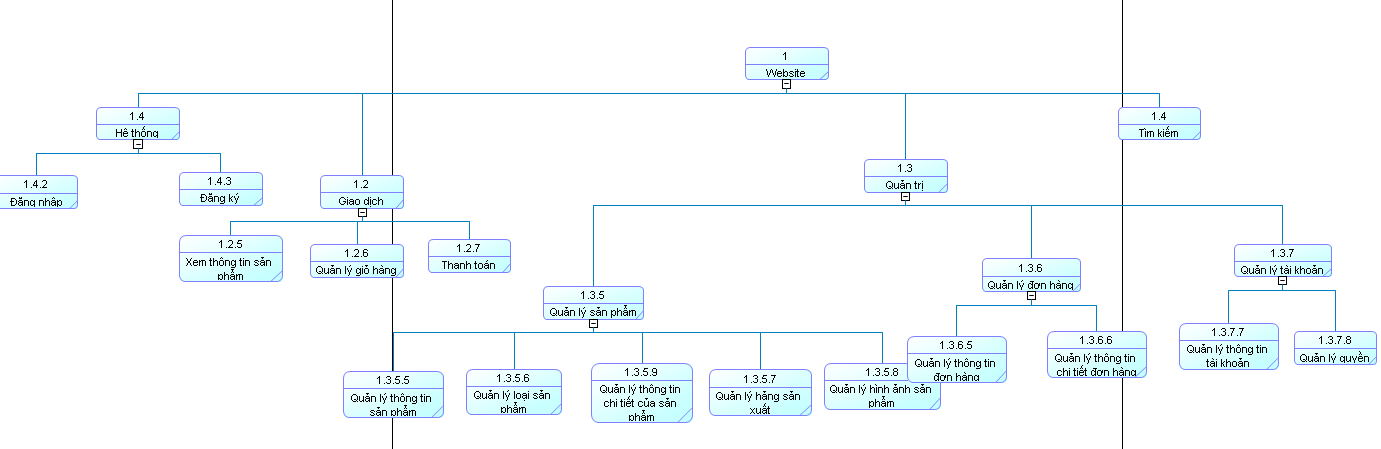 1
Website
1.4
Hệ thống
1.4
Tìm kiếm
1.3
Quản trị
1.4.2
Đăng nhập
1.4.3
Đăng ký
1.2
Giao dịch
1.2.5
Xem thông tin sản
phẩm
1.2.6
Quản lý giỏ hàng
1.2.7
Thanh toán
1.3.5
Quản lý sản phẩm
1.3.6
Quản lý đơn hàng
1.3.7
Quản lý tài khoản
1.3.5.5
Quản lý thông tin
sản phẩm
1.3.5.6
Quản lý loại sản
phẩm
1.3.5.9
Quản lý thông tin
chi tiết của sản
phẩm
1.3.5.7
Quản lý hãng sản
xuất
1.3.5.8
Quản lý hình ảnh sản
phẩm
1.3.6.5
Quản lý thông tin
đơn hàng
1.3.6.6
Quản lý thông tin
chi tiết đơn hàng
1.3.7.7
Quản lý thông tin
tài khoản
1.3.7.8
Quản lý quyền